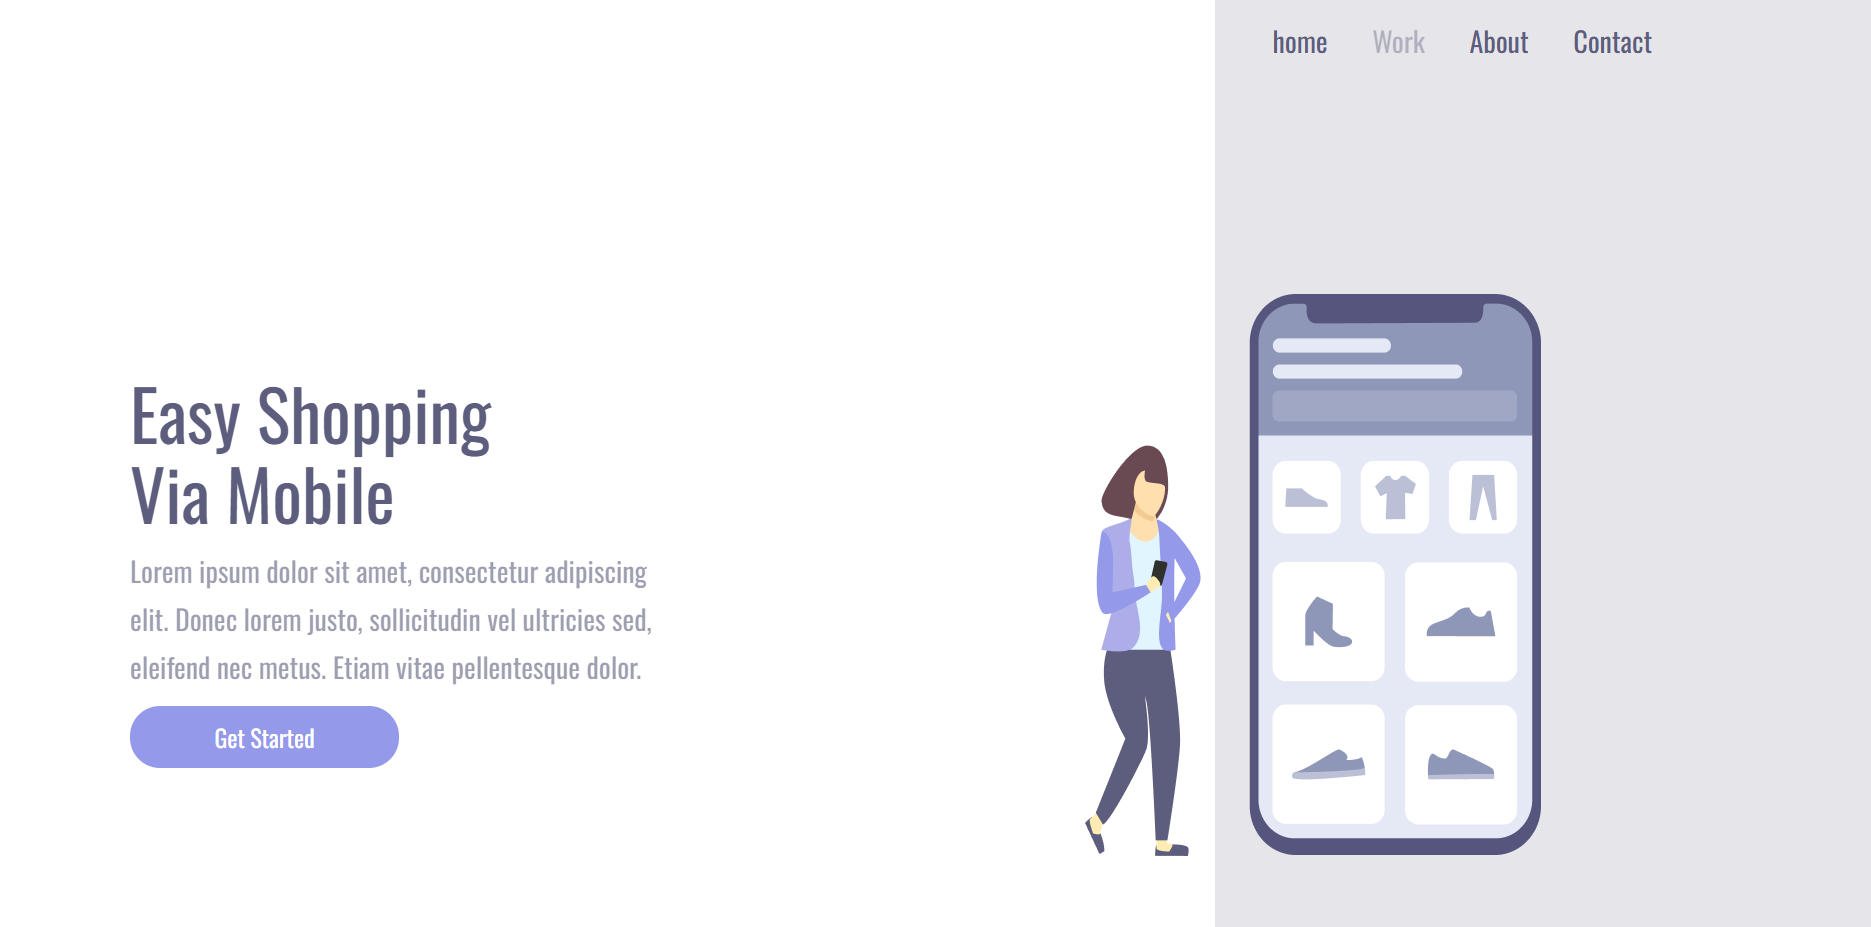 home Work About Contact
Easy Shopping
Via Mobile
Lorem ipsum dolor sit amet, consectetur adipiscing
elit. Donec lorem justo, sollicitudin vel ultricies sed,
eleifend nec metus. Etiam vitae pellentesque dolor.
Get Started